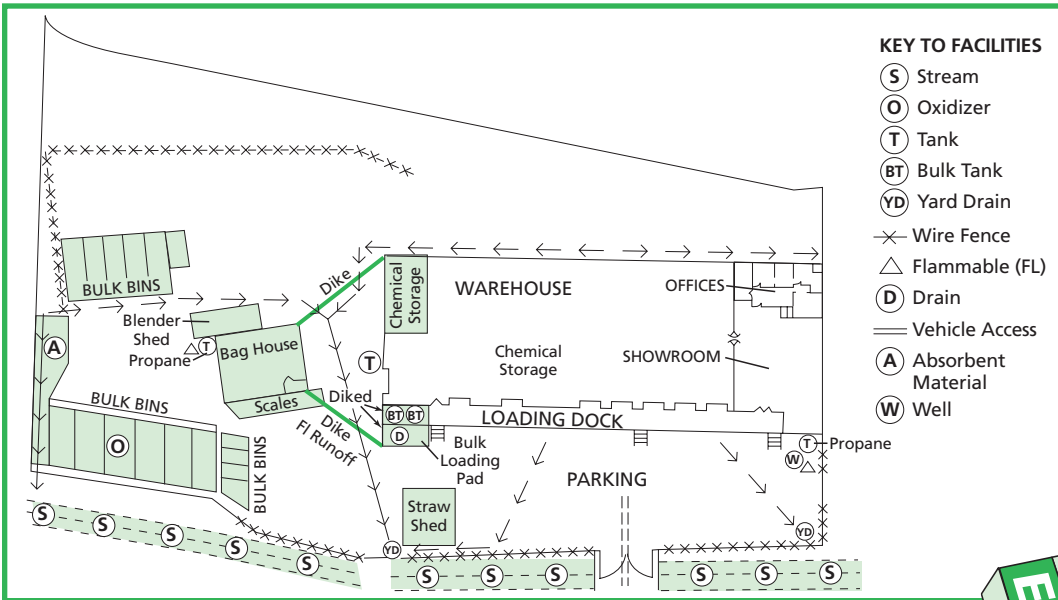 KEY TO FACILITIES
S Stream
O Oxidizer
T Tank
BT Bulk Tank
YD Yard Drain
Wire Fence
Flammable (FL)
D Drain
Vehicle Access
A Absorbent
Material
W Well
BULK BINS
Dike
Chemical
Storage
WAREHOUSE
OFFICES
Blender
Shed
Propane
T
Bag House
A
T
Chemical
Storage
SHOWROOM
Scales
Diked
BT BT
D
LOADING DOCK
BULK BINS
O
BULK BINS
Dike
Fl Runoff
Bulk
Loading
Pad
T Propane
W
PARKING
Straw
Shed
YD
YD
S
S
S
S
S
S
S
S
S
S
S
E